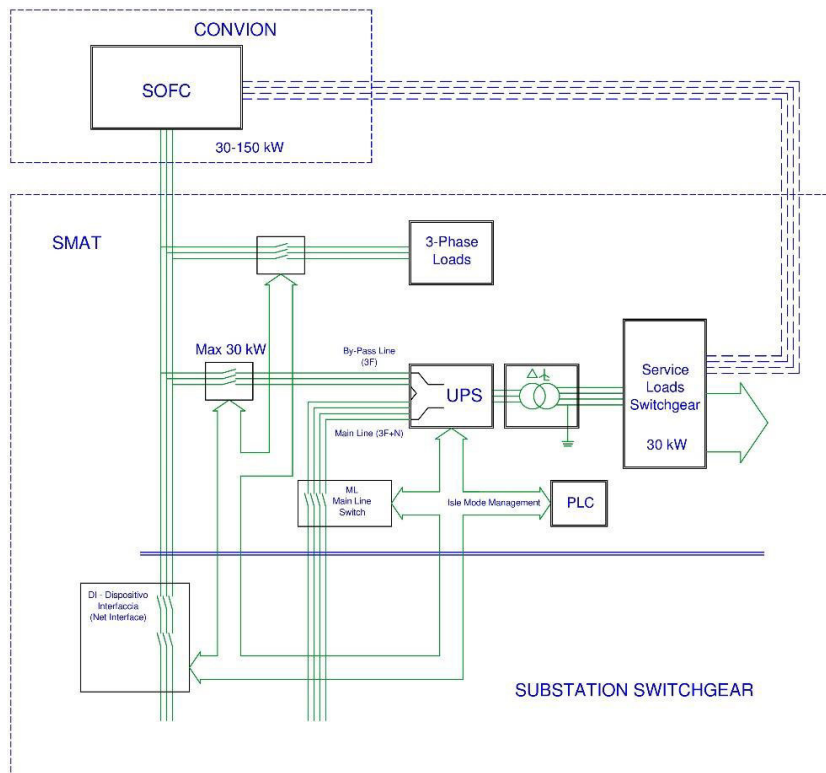 CONVION
SOFC
30-150 kW
SMAT
3-Phase
Loads
Max 30 kW
By-Pass Line
(3F)
UPS
Service
Loads
Switchgear
30 kW
Main Line (3F+N)
ML
Main Line
Switch
Isle Mode Management
PLC
DI - Dispositivo
Interfaccia
(Net Interface)
SUBSTATION SWITCHGEAR